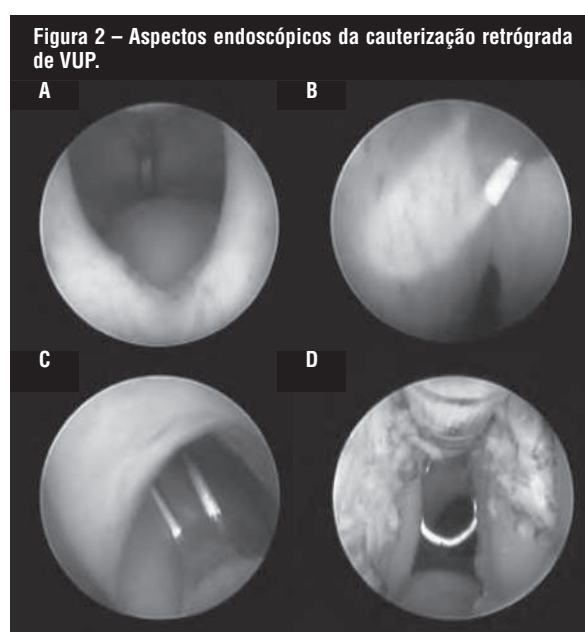 Figura 2 – Aspectos endoscópicos da cauterização retrógrada
de VUP.
A
B
C
D